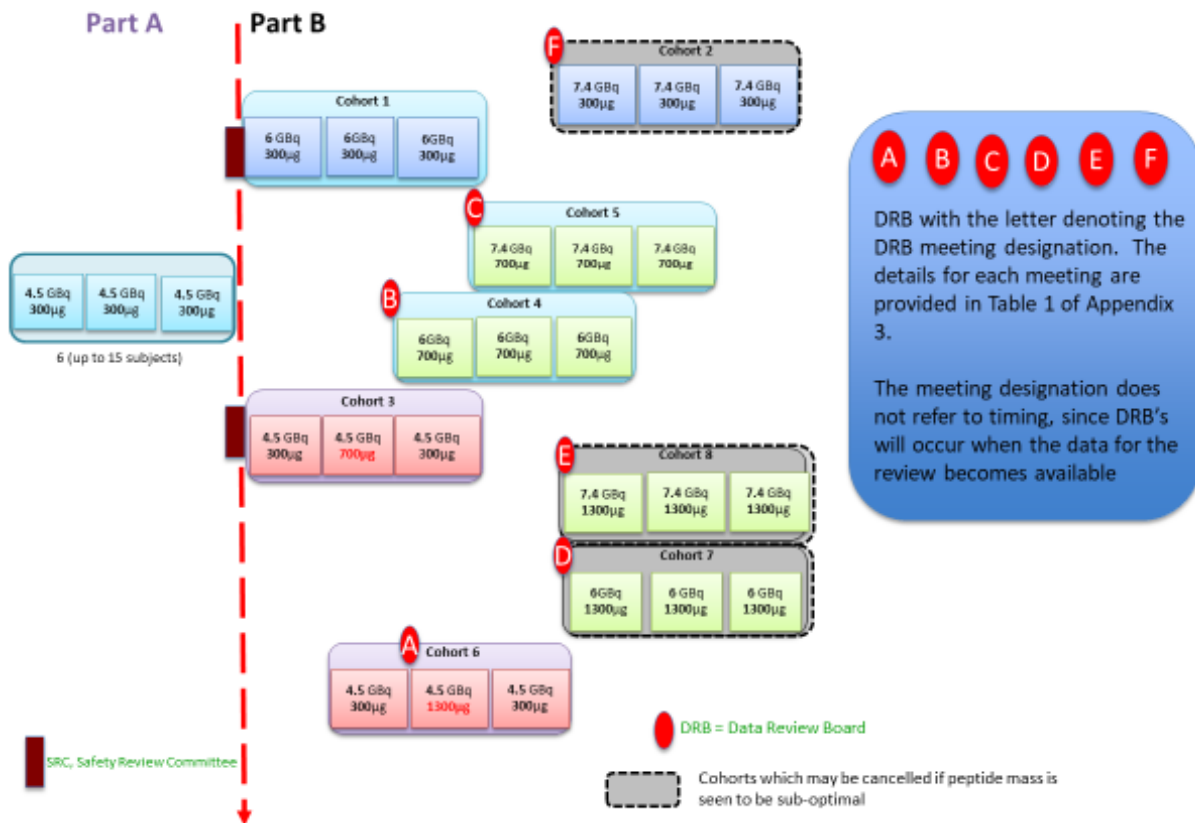 Part A
Part B
F
Cohort 2
7.4 GBq
300µg
7.4 GBq
300µg
7.4 GBq
300µg
Cohort 1
6 GBq
300µg
6GBq
300µg
6GBq
300µg
A B C D E F
DRB with the letter denoting the
DRB meeting designation. The
details for each meeting are
provided in Table 1 of Appendix
3.
The meeting designation does
not refer to timing, since DRB's
will occur when the data for the
review becomes available
C
Cohort 5
7.4 GBq
700µg
7.4 GBq
700µg
7.4 GBq
700µg
4.5 GBq
300µg
4.5 GBq
300µg
4.5 GBq
300µg
6 (up to 15 subjects)
B
Cohort 4
6GBq
700µg
6GBq
700µg
6GBq
700µg
Cohort 3
4.5 GBq
300µg
4.5 GBq
700µg
4.5 GBq
300µg
E
Cohort 8
7.4 GBq
1300µg
7.4 GBq
1300µg
7.4 GBq
1300µg
D
Cohort 7
6GBq
1300µg
6 GBq
1300µg
6 GBq
1300µg
A
Cohort 6
4.5 GBq
300µg
4.5 GBq
1300µg
4.5 GBq
300µg
DRB = Data Review Board
SRC, Safety Review Committee
Cohorts which may be cancelled if peptide mass is
seen to be sub-optimal